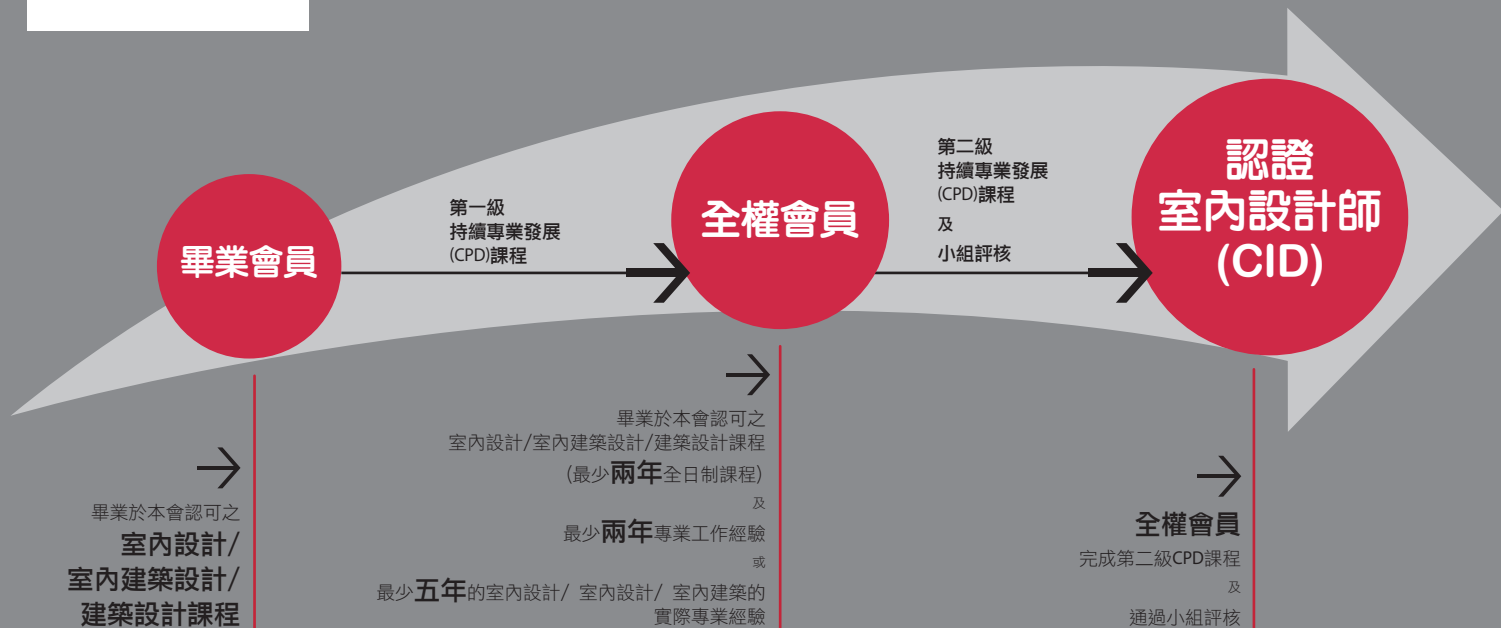 畢業會員
第一級
持續專業發展
(CPD)課程
全權會員
第二級
持續專業發展
(CPD)課程
及
小組評核
認證
室內設計師
(CID)
畢業於本會認可之
室內設計/
室內建築設計/
建築設計課程
畢業於本會認可之
室內設計/室內建築設計/建築設計課程
(最少兩年全日制課程)
及
最少兩年專業工作經驗
或
最少五年的室內設計/ 室內設計/ 室內建築的
實際專業經驗
全權會員
完成第二級CPD課程
及
通過小組評核